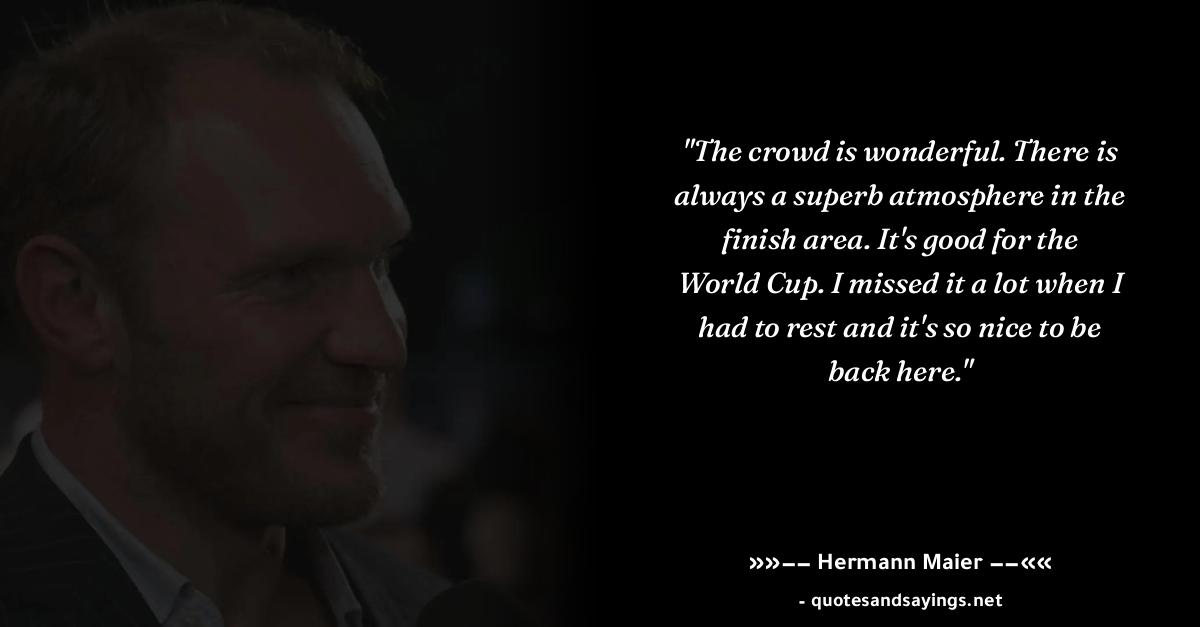 "The crowd is wonderful. There is
always a superb atmosphere in the
finish area. It's good for the
World Cup. I missed it a lot when I
had to rest and it's so nice to be
back here."
»»−− Hermann Maier −−««
- quotesandsayings.net